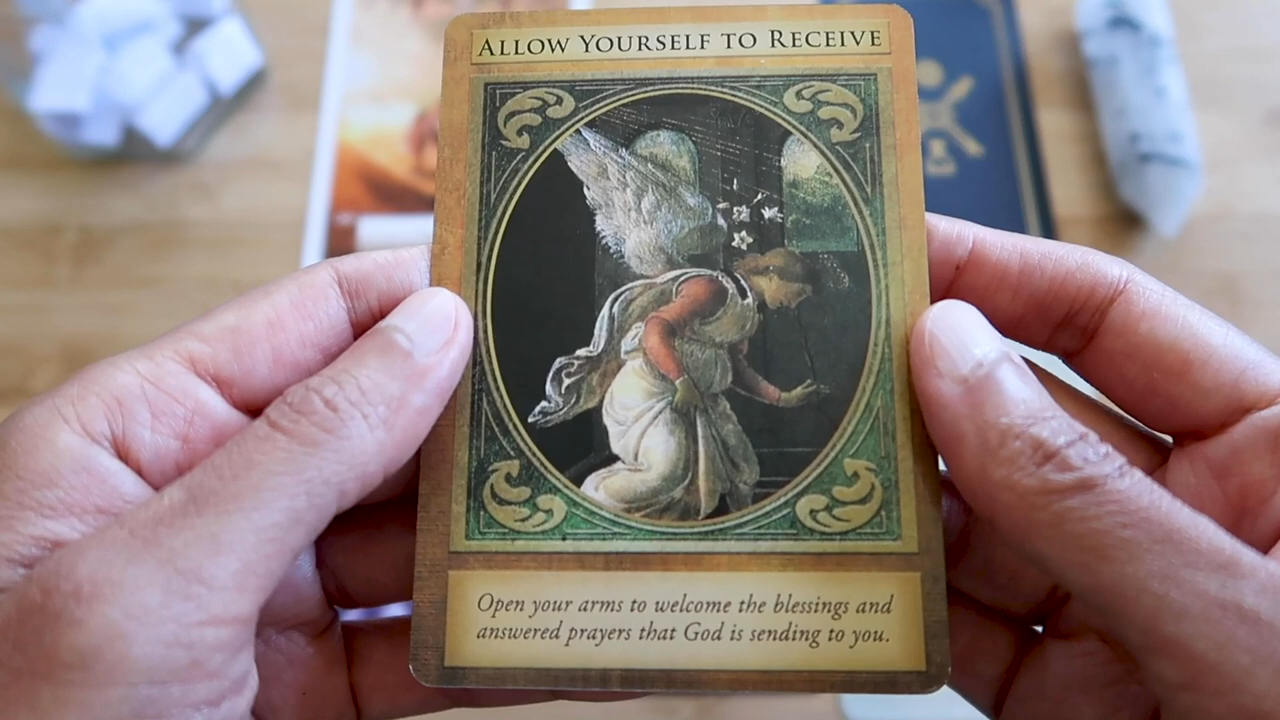 ALLOW YOURSELF TO RECEIVE
Open your arms to welcome the blessings and
answered prayers that God is sending to you.